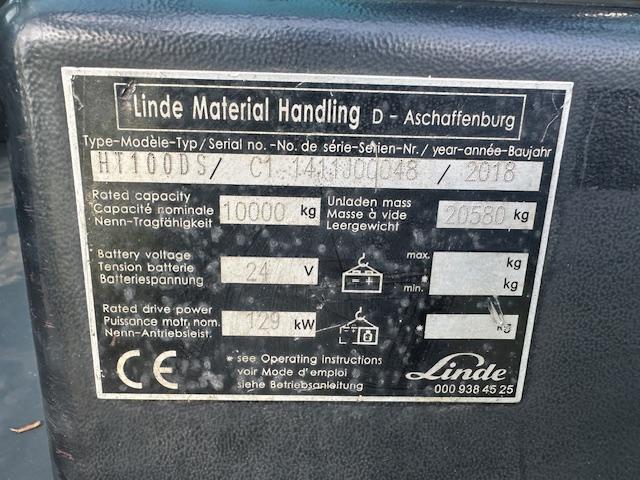 Linde Material Handling D - Aschaffenburg
Type-Modèle-Typ/Serial no.-No. de série-Serien-Nr./year-année-Baujahr
HT100DS/ C1 1411J00048 / 2018
Rated capacity
Capacité nominale 10000 kg
Nenn-Tragfähigkeit
Unladen mass
Masse à vide 20580 kg
Leergewicht
Battery voltage
Tension batterie 24 V
Batteriespannung
max. kg
min. kg
Rated drive power
Puissance motr. nom. 129 kW
Nenn-Antriebsleist.
kg
* see Operating instructions
voir Mode d'emploi
siehe Betriebsanleitung
CE
Linde
000 938 45 25